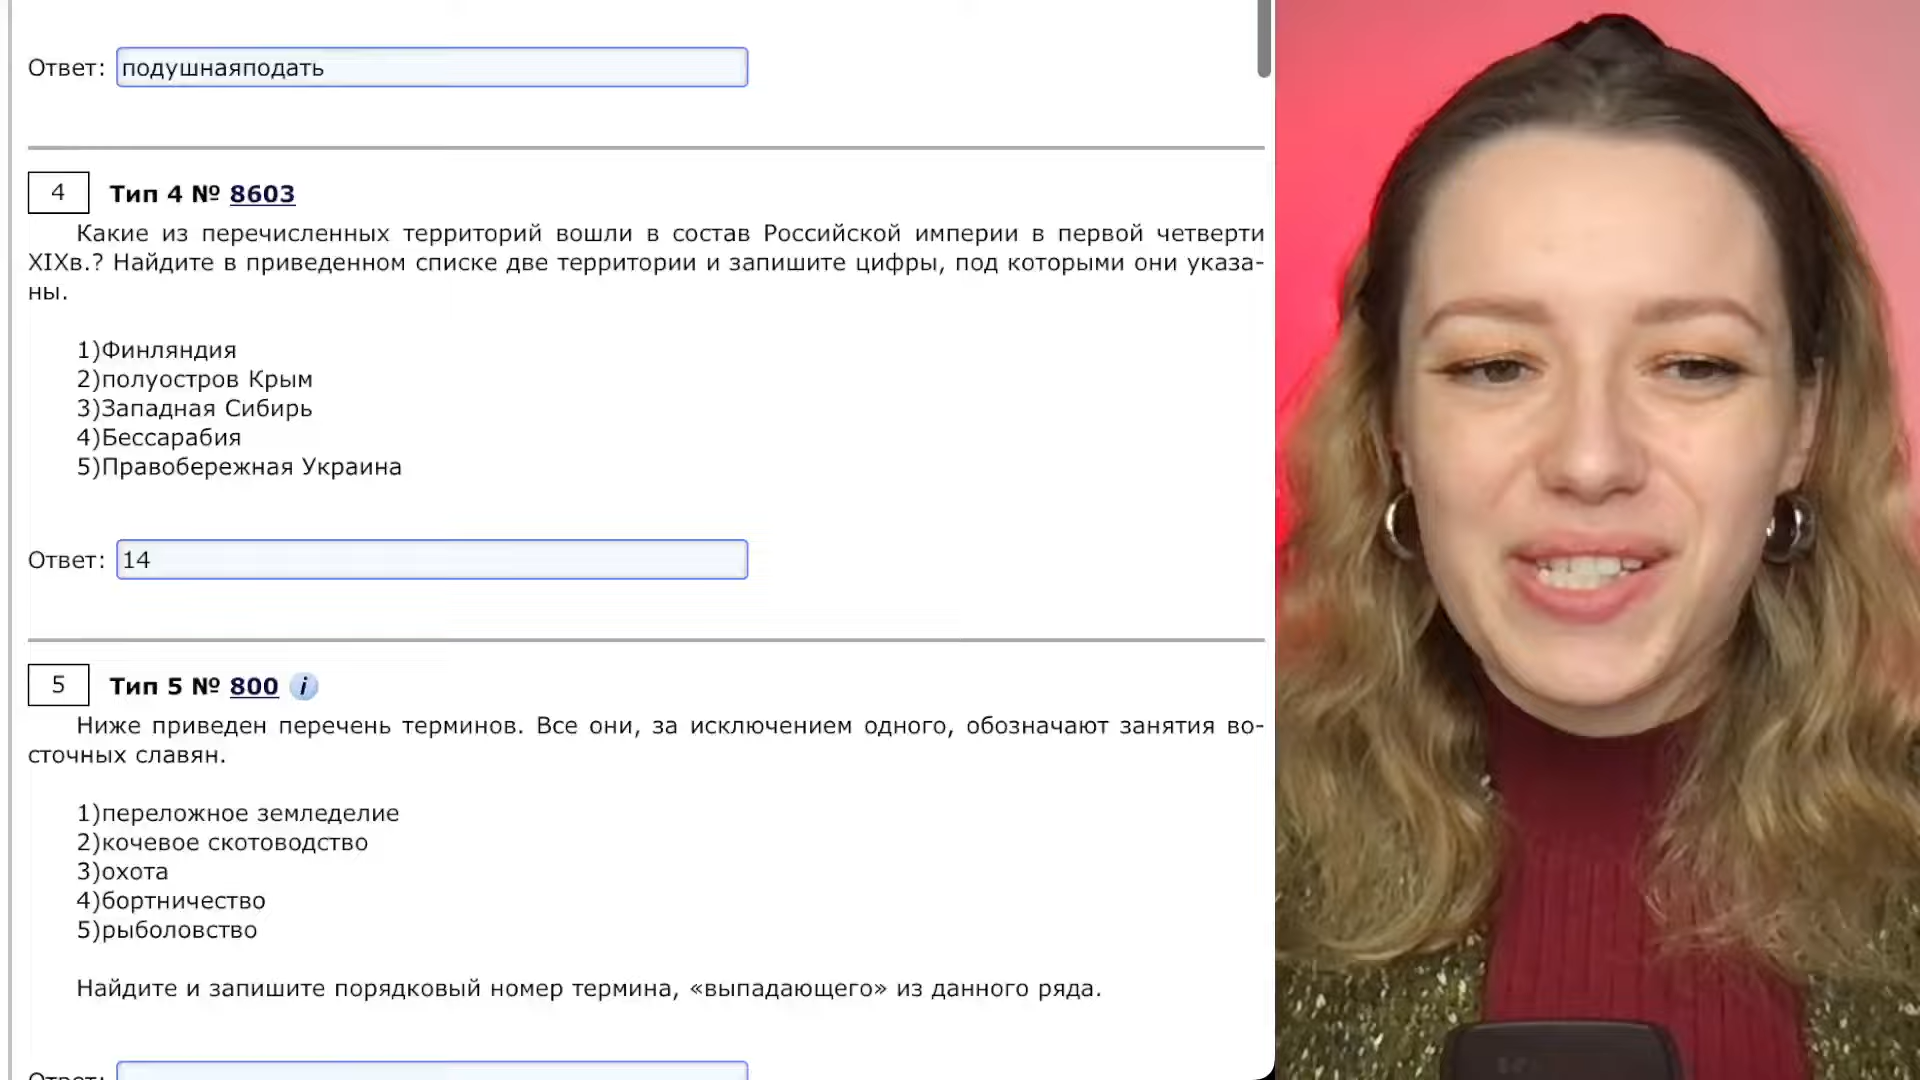 Ответ: подушнаяподать
4 Тип 4 № 8603
Какие из перечисленных территорий вошли в состав Российской империи в первой четверти
XIXв.? Найдите в приведенном списке две территории и запишите цифры, под которыми они указа-
ны.
1)Финляндия
2)полуостров Крым
3)Западная Сибирь
4)Бессарабия
5)Правобережная Украина
Ответ: 14
5 Тип 5 № 800 i
Ниже приведен перечень терминов. Все они, за исключением одного, обозначают занятия во-
сточных славян.
1)переложное земледелие
2)кочевое скотоводство
3)охота
4)бортничество
5)рыболовство
Найдите и запишите порядковый номер термина, «выпадающего» из данного ряда.
Ответ: